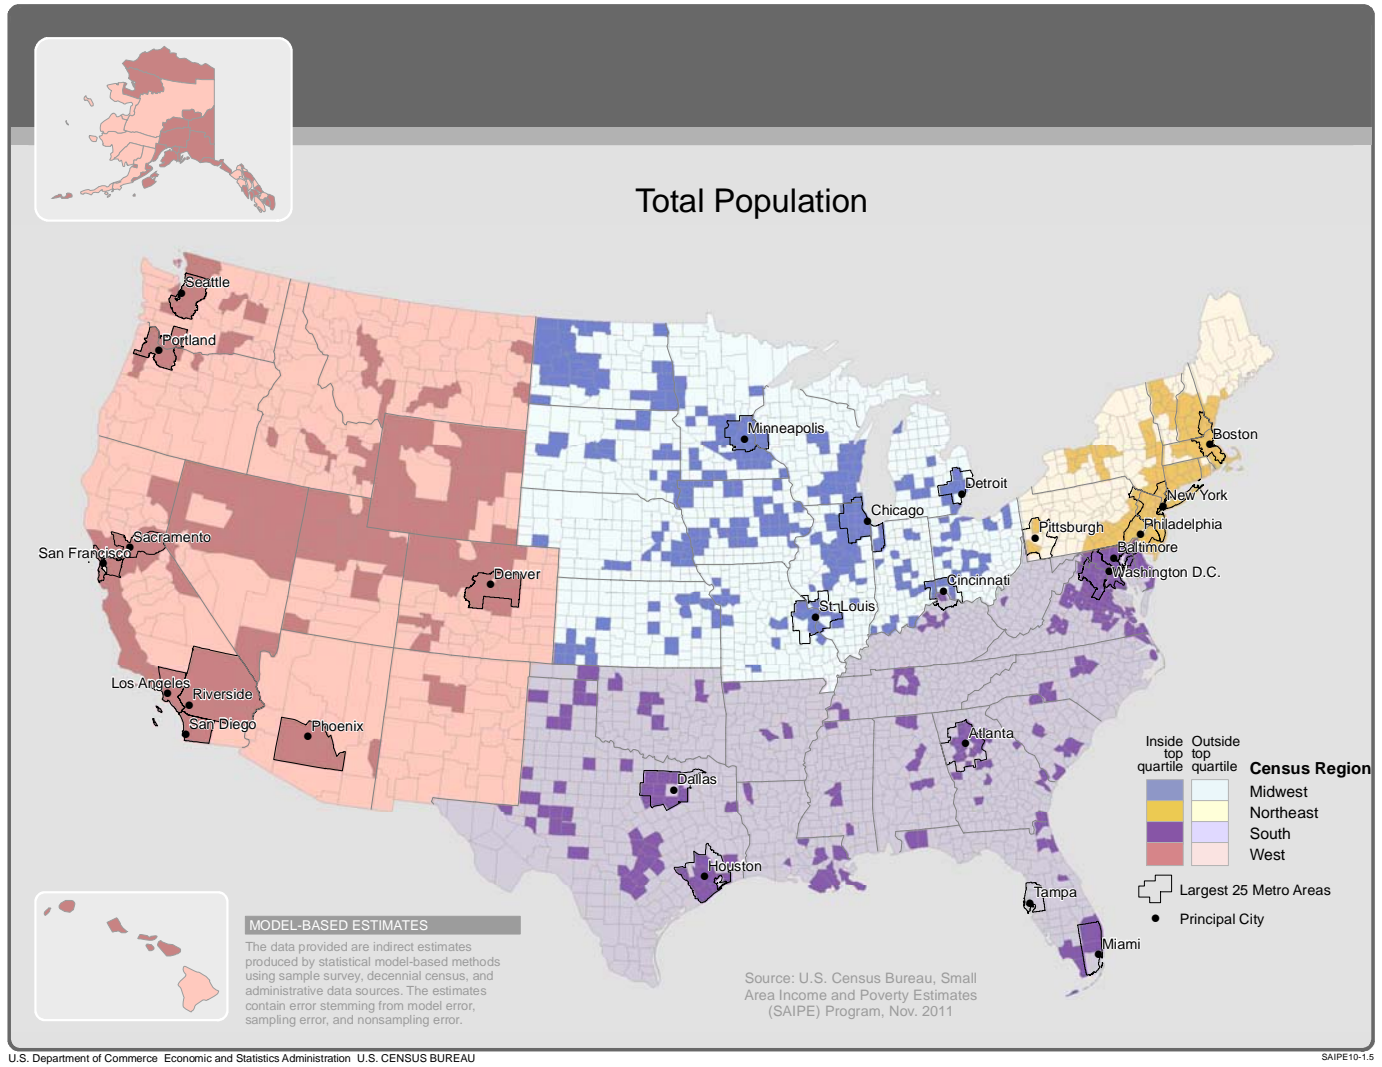 Total Population
Seattle
Portland
Sacramento
San Francisco
Los Angeles
Riverside
San Diego
Phoenix
Denver
Minneapolis
Detroit
Chicago
Cincinnati
St. Louis
Boston
New York
Pittsburgh
Philadelphia
Baltimore
Washington D.C.
Atlanta
Dallas
Houston
Tampa
Miami
Inside Outside
top top
quartile quartile Census Region
Midwest
Northeast
South
West
Largest 25 Metro Areas
Principal City
MODEL-BASED ESTIMATES
The data provided are indirect estimates
produced by statistical model-based methods
using sample survey, decennial census, and
administrative data sources. The estimates
contain error stemming from model error,
sampling error, and nonsampling error.
Source: U.S. Census Bureau, Small
Area Income and Poverty Estimates
(SAIPE) Program, Nov. 2011
U.S. Department of Commerce Economic and Statistics Administration U.S. CENSUS BUREAU
SAIPE10-1.5